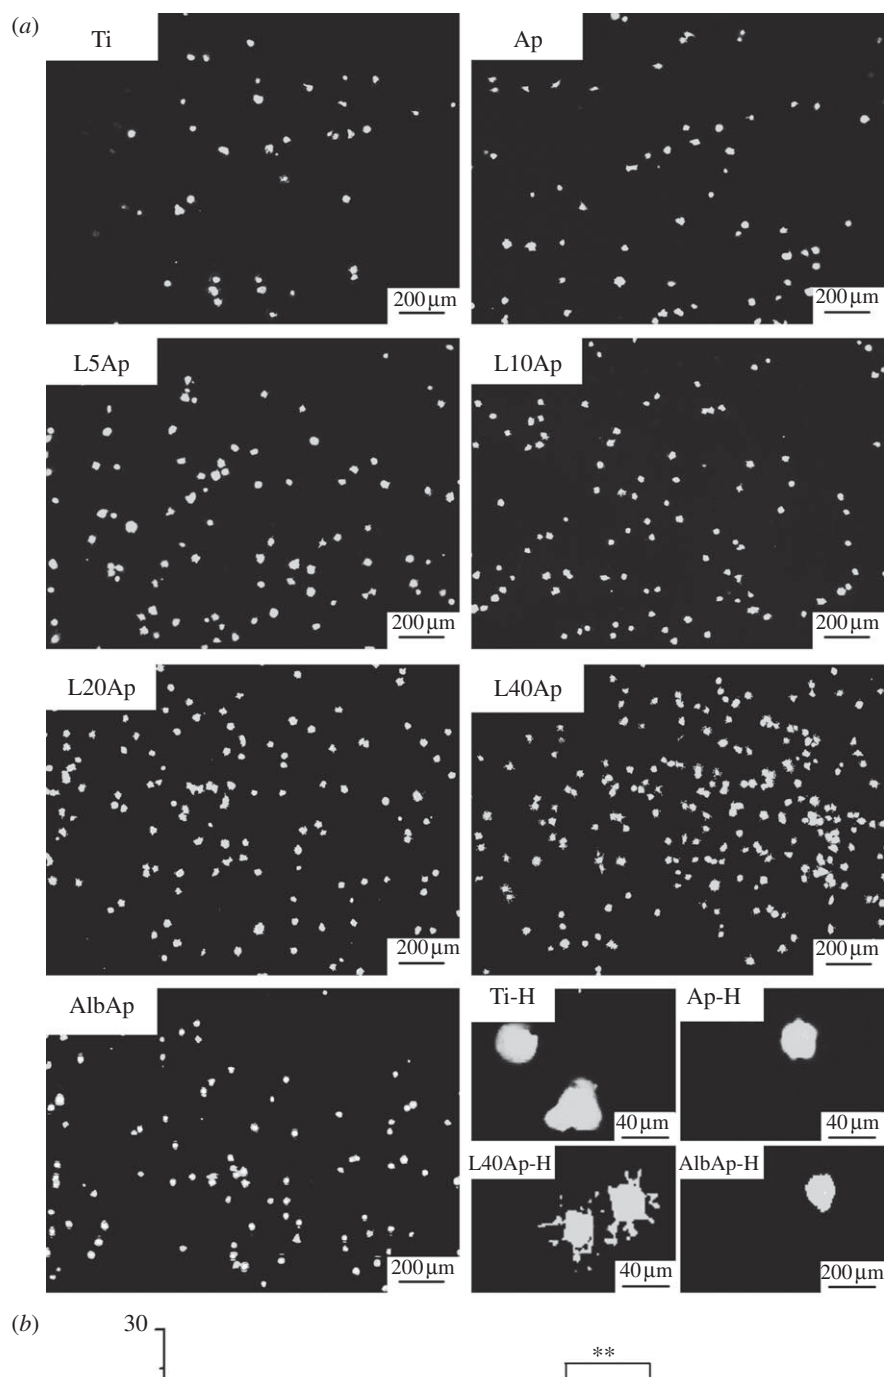 (a)
Ti
Ap
200 μm
200 μm
L5Ap
L10Ap
200 μm
200 μm
L20Ap
L40Ap
200 μm
200 μm
AlbAp
Ti-H
Ap-H
40 μm
40 μm
L40Ap-H
AlbAp-H
200 μm
40 μm
200 μm
(b)
30
**